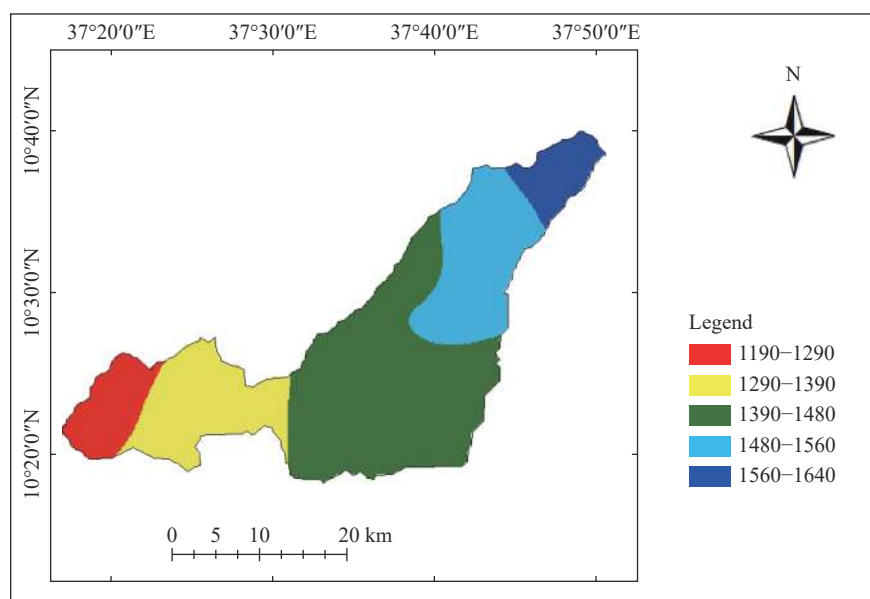 37°20′0″E 37°30′0″E 37°40′0″E 37°50′0″E
N
10°40′0″N
10°30′0″N
10°20′0″N
Legend
1190−1290
1290−1390
1390−1480
1480−1560
1560−1640
0 5 10 20 km